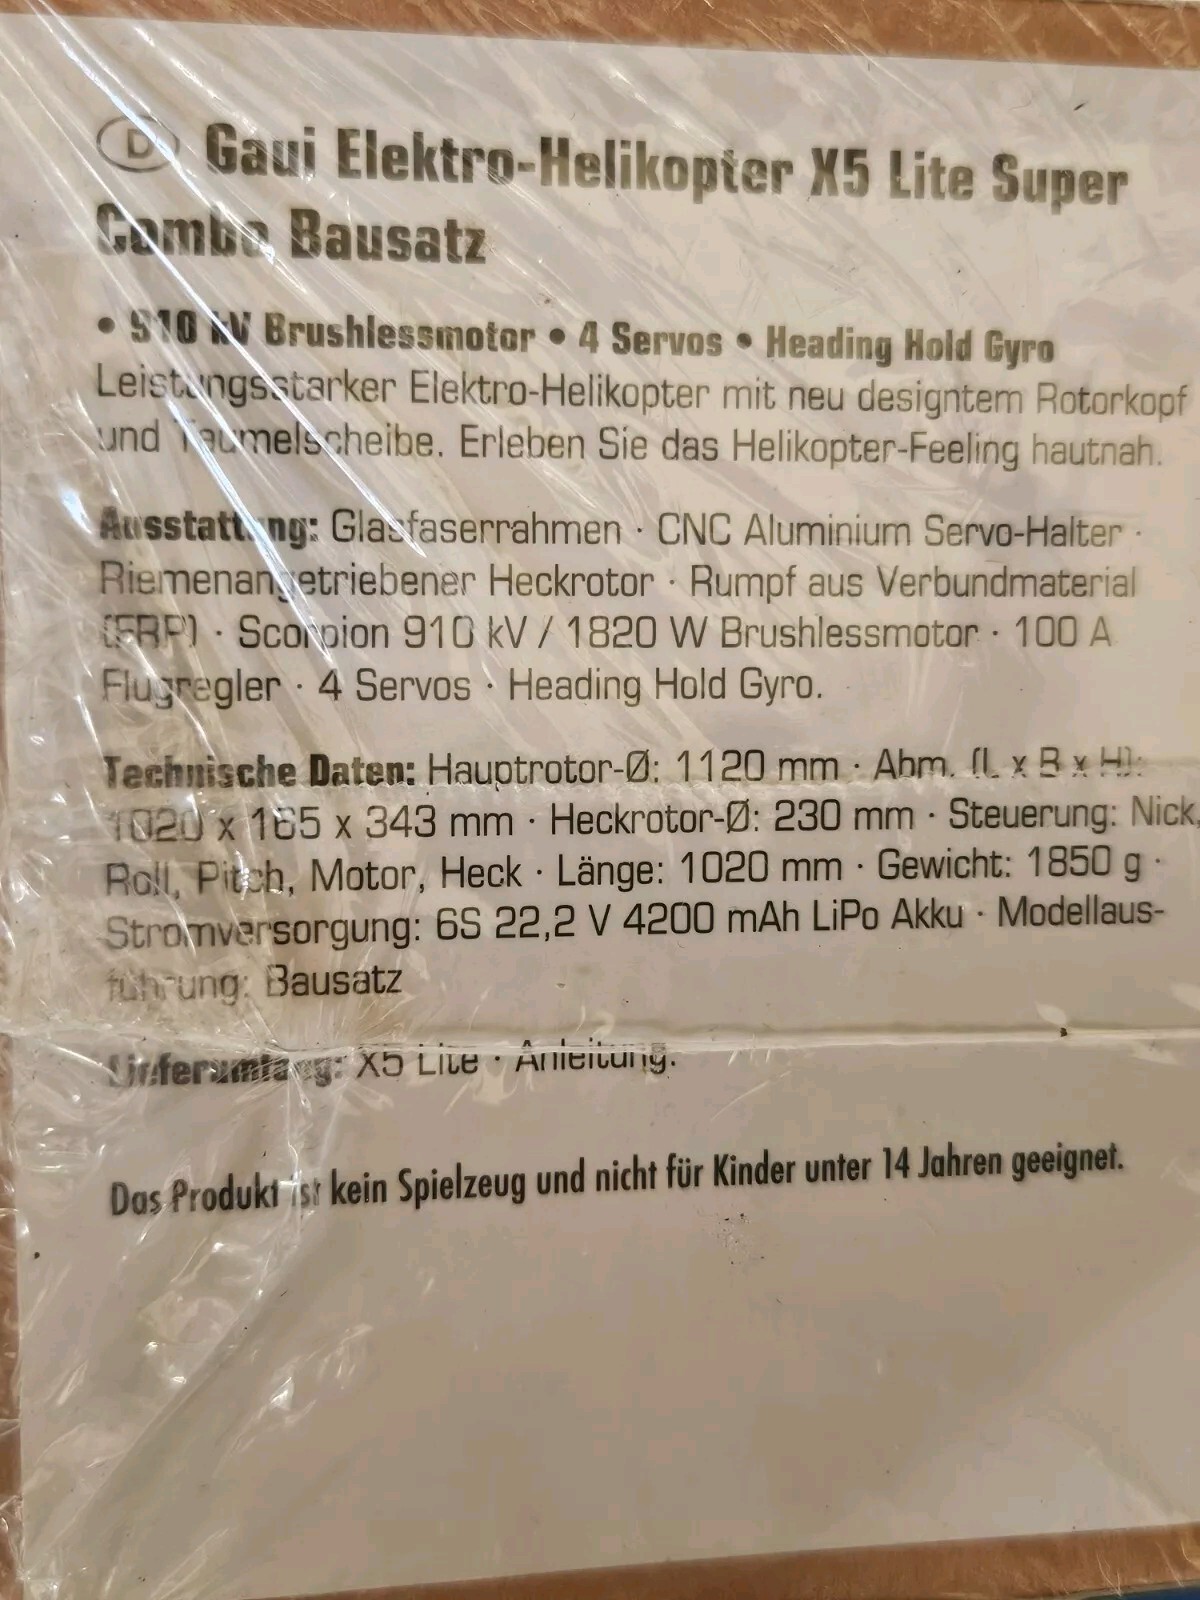 D Gaui Elektro-Helikopter X5 Lite Super
Combo Bausatz
• 910 kV Brushlessmotor • 4 Servos • Heading Hold Gyro
Leistungsstarker Elektro-Helikopter mit neu designtem Rotorkopf
und Taumelscheibe. Erleben Sie das Helikopter-Feeling hautnah.
Ausstattung: Glasfaserrahmen · CNC Aluminium Servo-Halter ·
Riemenangetriebener Heckrotor · Rumpf aus Verbundmaterial
(FRP) · Scorpion 910 kV / 1820 W Brushlessmotor · 100 A
Flugregler · 4 Servos · Heading Hold Gyro.
Technische Daten: Hauptrotor-Ø: 1120 mm · Abm. (L x B x H):
1020 x 165 x 343 mm · Heckrotor-Ø: 230 mm · Steuerung: Nick,
Roll, Pitch, Motor, Heck · Länge: 1020 mm · Gewicht: 1850 g ·
Stromversorgung: 6S 22,2 V 4200 mAh LiPo Akku · Modellaus-
führung: Bausatz
Lieferumfang: X5 Lite · Anleitung.
Das Produkt ist kein Spielzeug und nicht für Kinder unter 14 Jahren geeignet.